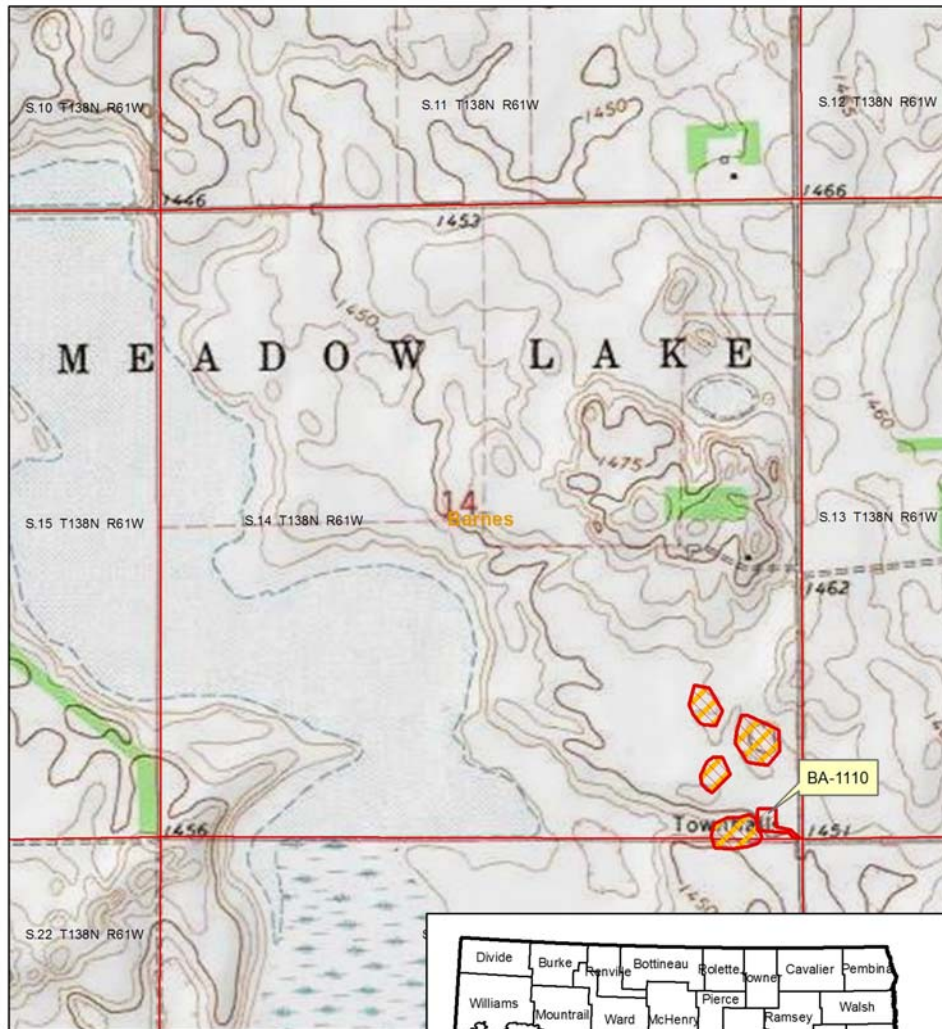 S.10 T138N R61W
S.11 T138N R61W
1450
S.12 T138N R61W
1446
1453
1466
1450
MEADOW LAKE
1460
1475
14
S.15 T138N R61W
S.14 T138N R61W
Barnes
S.13 T138N R61W
1462
BA-1110
1456
1451
1450
S.22 T138N R61W
Divide
Burke
Renville
Bottineau
Rolette
Towner
Cavalier
Pembina
Williams
Mountrail
Ward
McHenry
Pierce
Ramsey
Walsh